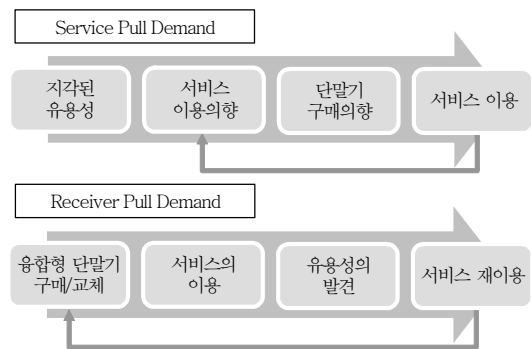 Service Pull Demand
지각된
유용성
서비스
이용의향
단말기
구매의향
서비스 이용
Receiver Pull Demand
융합형 단말기
구매/교체
서비스의
이용
유용성의
발견
서비스 재이용